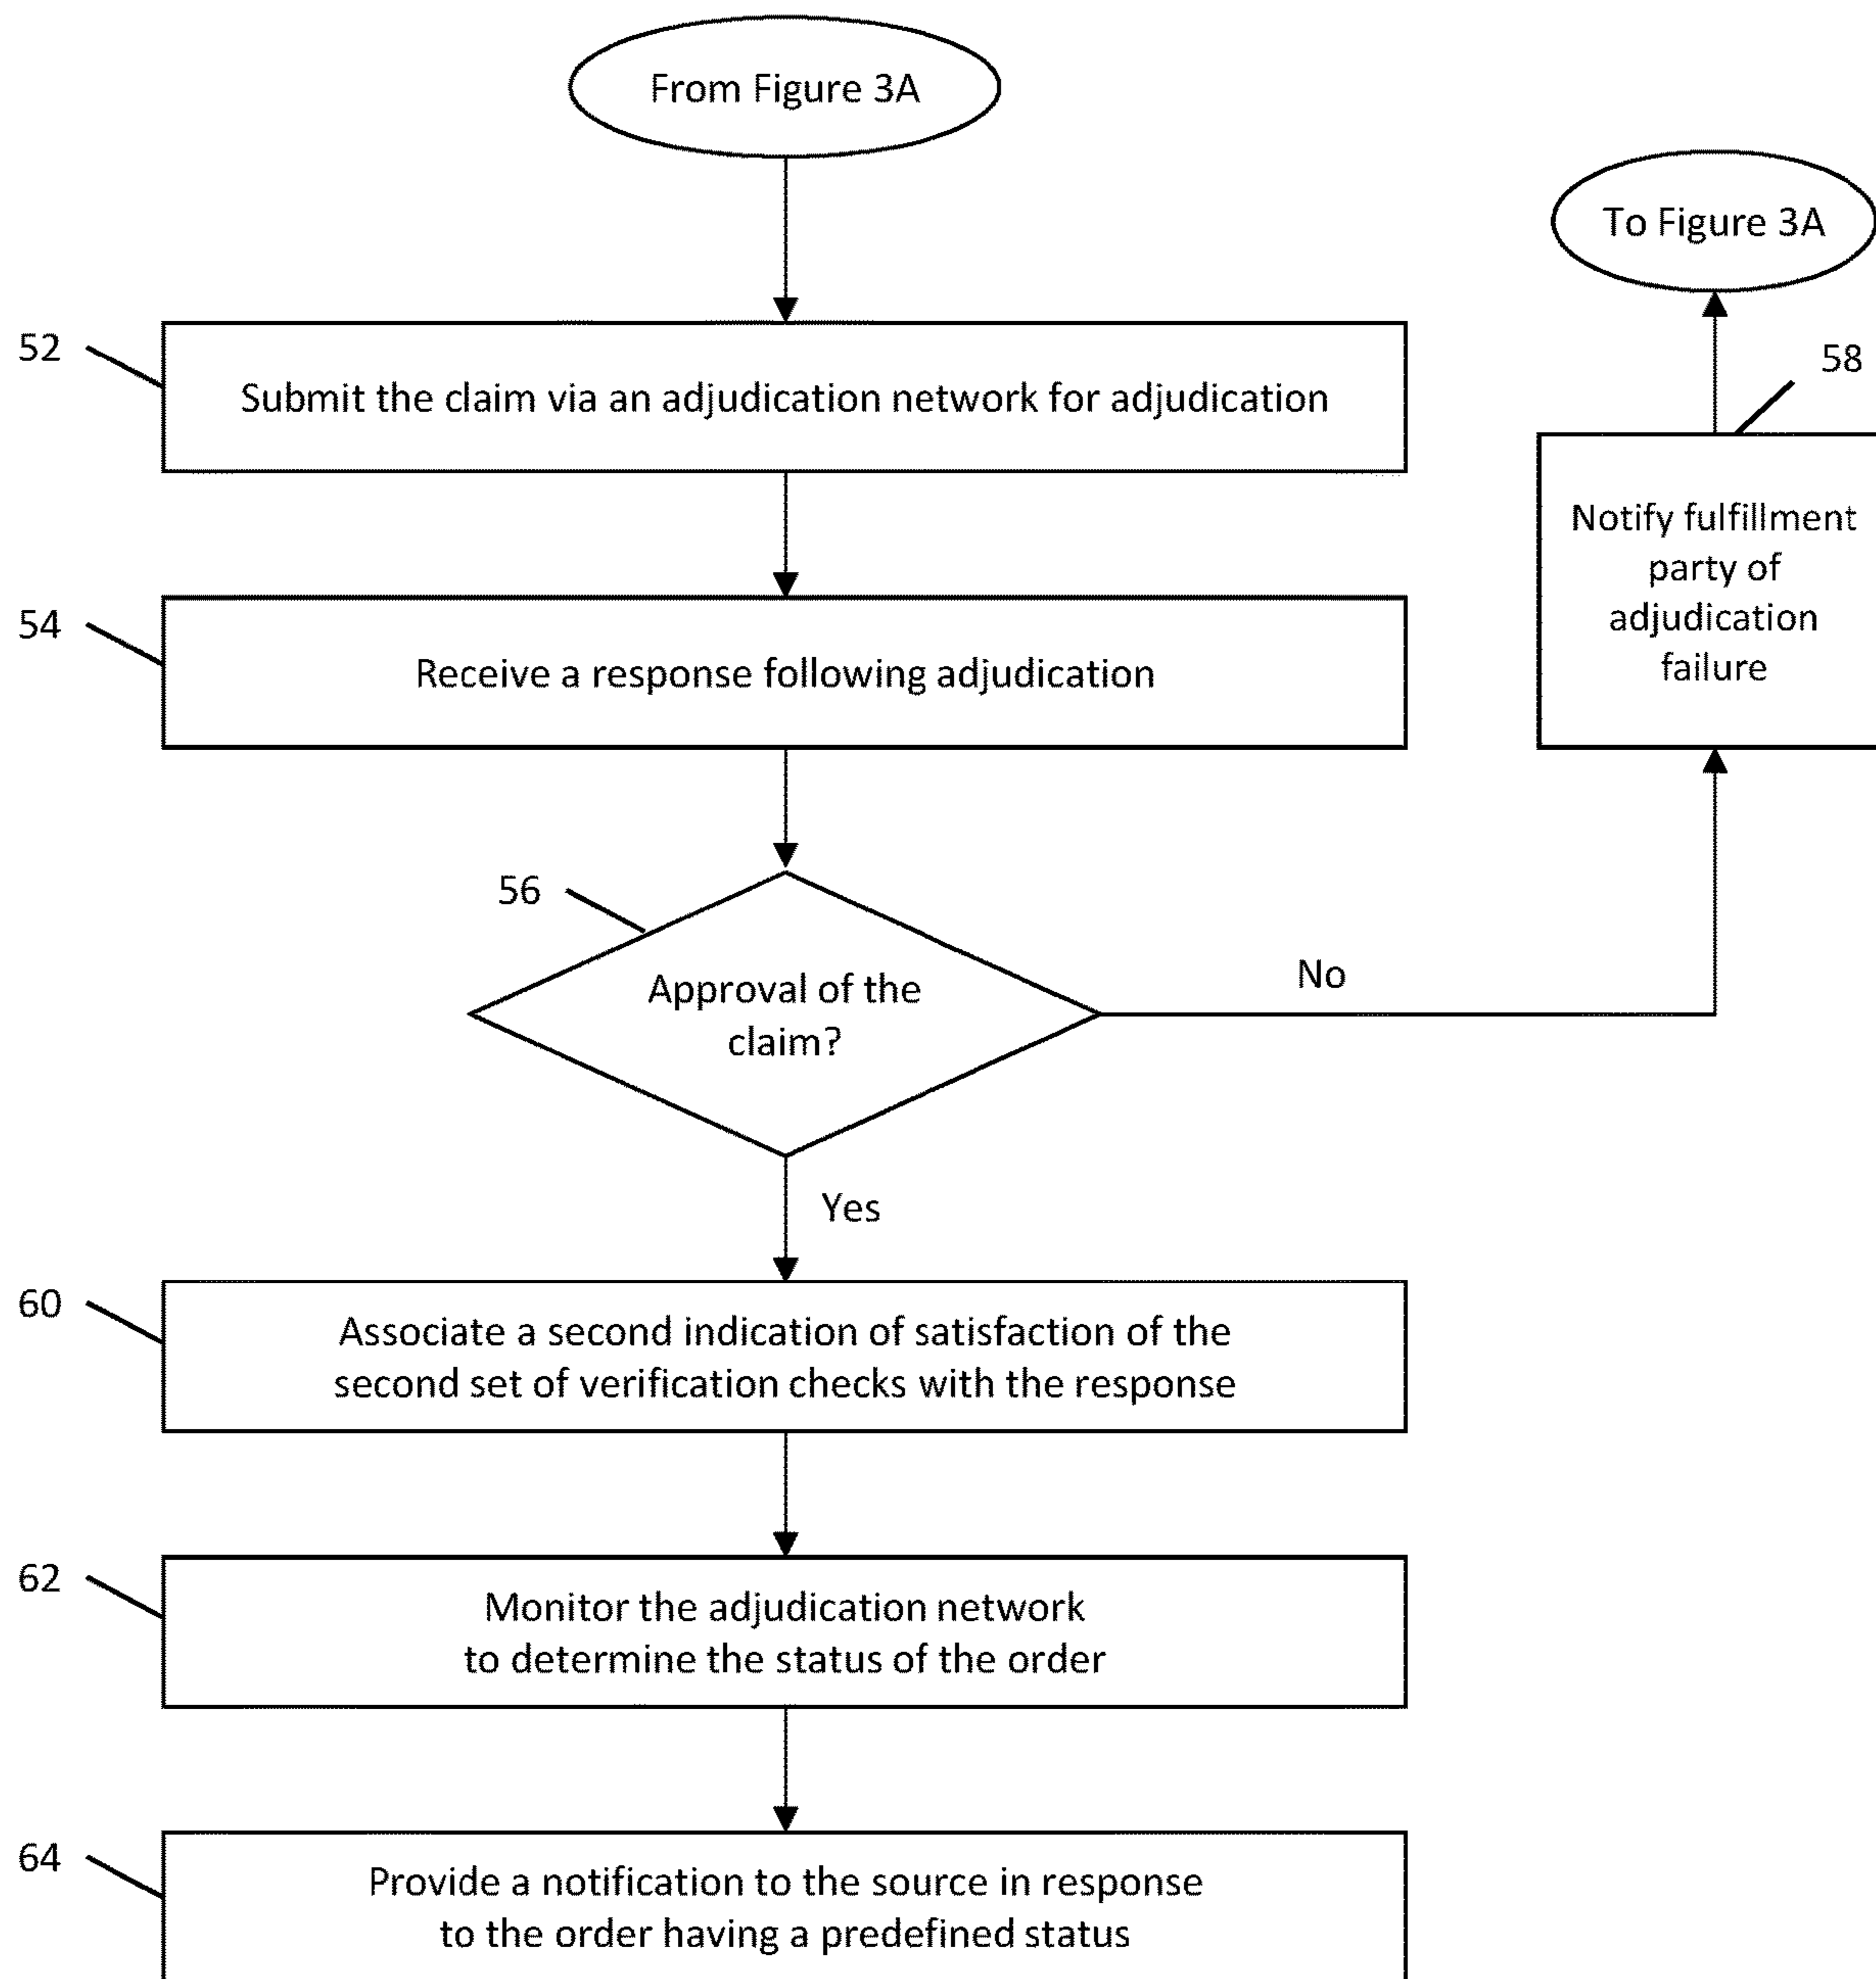 From Figure 3A
To Figure 3A
52
Submit the claim via an adjudication network for adjudication
58
Notify fulfillment
party of
adjudication
failure
54
Receive a response following adjudication
56
Approval of the
claim?
No
Yes
60
Associate a second indication of satisfaction of the
second set of verification checks with the response
62
Monitor the adjudication network
to determine the status of the order
64
Provide a notification to the source in response
to the order having a predefined status